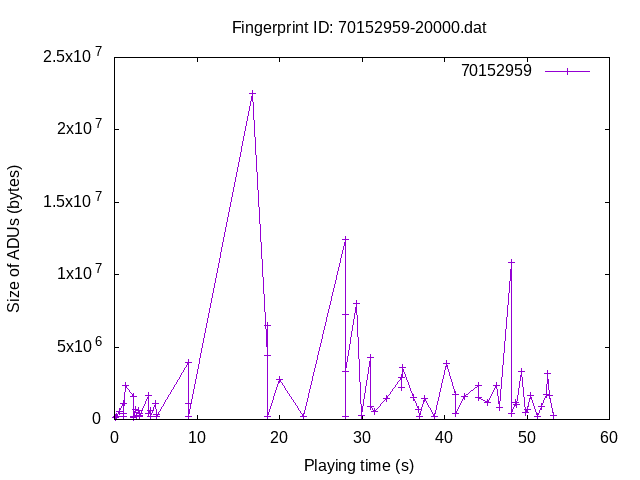 Fingerprint ID: 70152959-20000.dat
70152959
2.5x10^7
2x10^7
1.5x10^7
1x10^7
5x10^6
0
0 10 20 30 40 50 60
Size of ADUs (bytes)
Playing time (s)